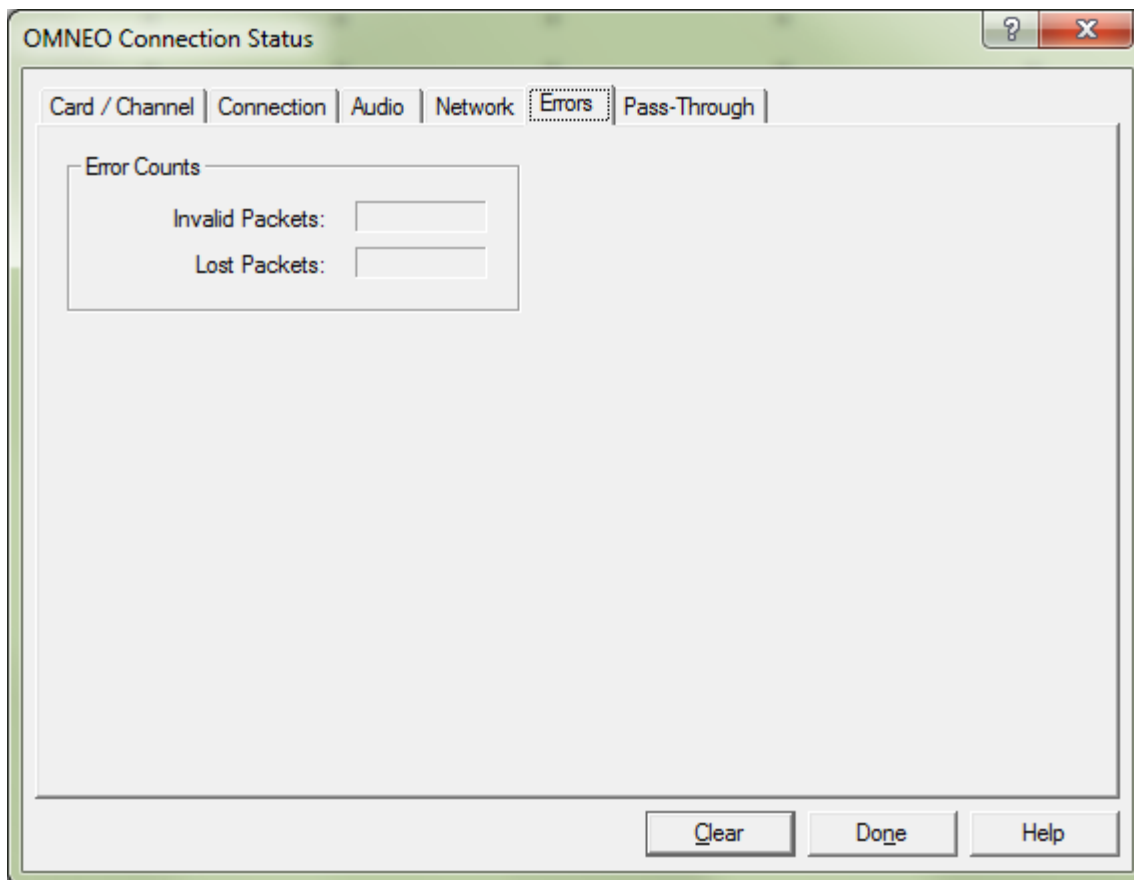 OMNEO Connection Status
?
Card / Channel Connection Audio Network Errors Pass-Through
Error Counts
Invalid Packets:
Lost Packets:
Clear Done Help